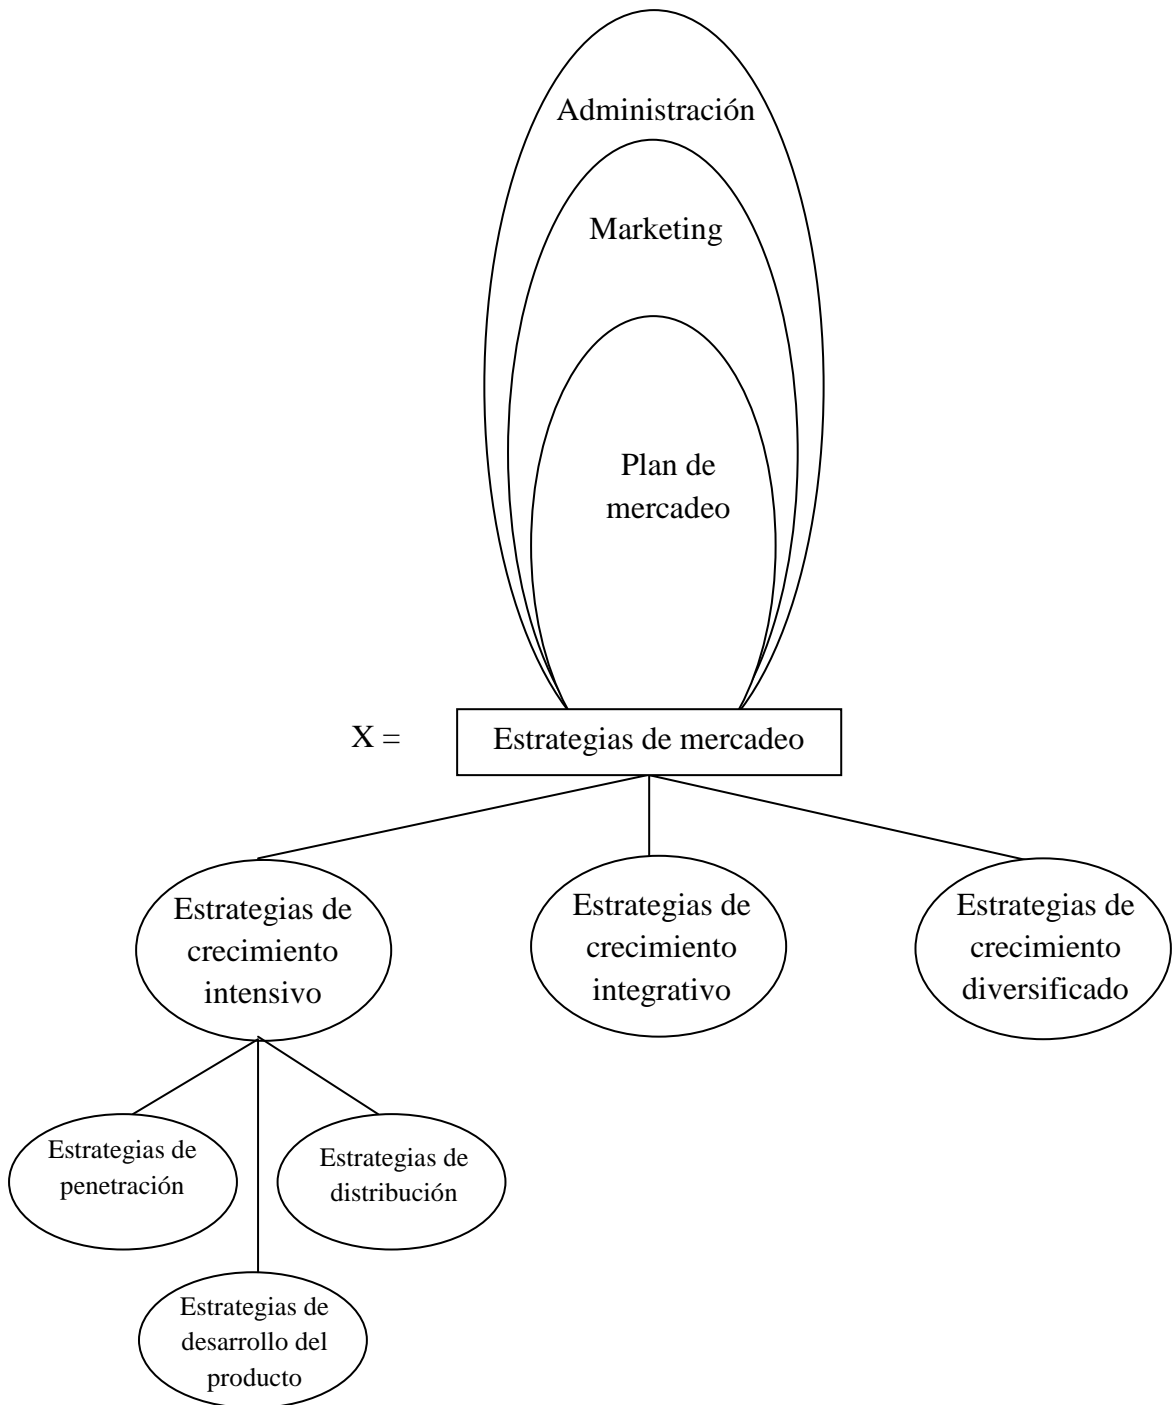 Administración
Marketing
Plan de
mercadeo
X =
Estrategias de mercadeo
Estrategias de
crecimiento
intensivo
Estrategias de
crecimiento
integrativo
Estrategias de
crecimiento
diversificado
Estrategias de
penetración
Estrategias de
distribución
Estrategias de
desarrollo del
producto